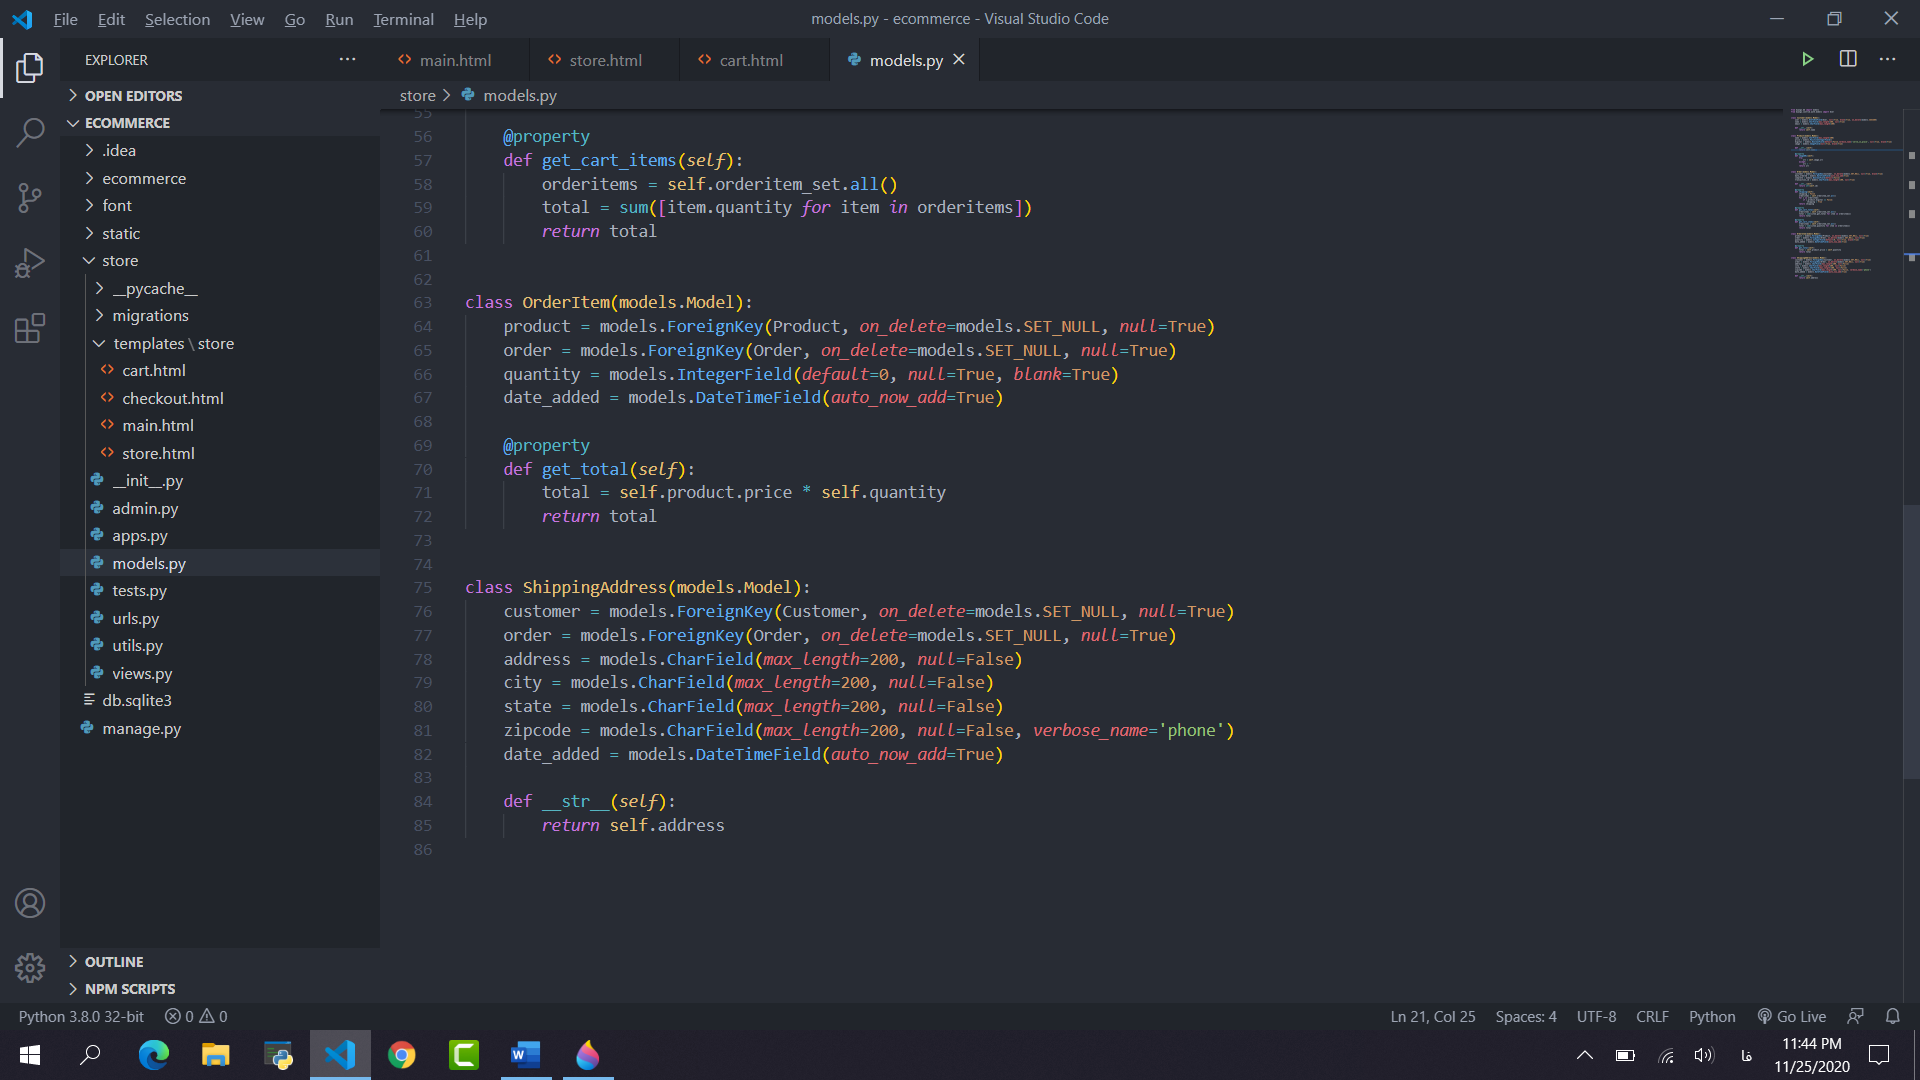 File Edit Selection View Go Run Terminal Help
models.py - ecommerce - Visual Studio Code
EXPLORER
main.html
store.html
cart.html
models.py
OPEN EDITORS
ECOMMERCE
.idea
ecommerce
font
static
store
__pycache__
migrations
templates \ store
cart.html
checkout.html
main.html
store.html
__init__.py
admin.py
apps.py
models.py
tests.py
urls.py
utils.py
views.py
db.sqlite3
manage.py
OUTLINE
NPM SCRIPTS
store > models.py
55
56 @property
57 def get_cart_items(self):
58 orderitems = self.orderitem_set.all()
59 total = sum([item.quantity for item in orderitems])
60 return total
61
62
63 class OrderItem(models.Model):
64 product = models.ForeignKey(Product, on_delete=models.SET_NULL, null=True)
65 order = models.ForeignKey(Order, on_delete=models.SET_NULL, null=True)
66 quantity = models.IntegerField(default=0, null=True, blank=True)
67 date_added = models.DateTimeField(auto_now_add=True)
68
69 @property
70 def get_total(self):
71 total = self.product.price * self.quantity
72 return total
73
74
75 class ShippingAddress(models.Model):
76 customer = models.ForeignKey(Customer, on_delete=models.SET_NULL, null=True)
77 order = models.ForeignKey(Order, on_delete=models.SET_NULL, null=True)
78 address = models.CharField(max_length=200, null=False)
79 city = models.CharField(max_length=200, null=False)
80 state = models.CharField(max_length=200, null=False)
81 zipcode = models.CharField(max_length=200, null=False, verbose_name='phone')
82 date_added = models.DateTimeField(auto_now_add=True)
83
84 def __str__(self):
85 return self.address
86
Python 3.8.0 32-bit 0 0
Ln 21, Col 25 Spaces: 4 UTF-8 CRLF Python Go Live
فا
11:44 PM
11/25/2020